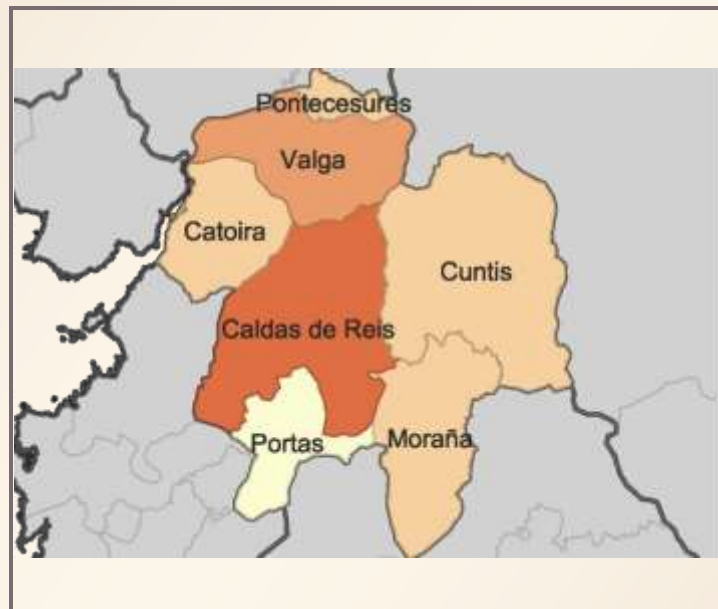 Pontecesures
Valga
Catoira
Cuntis
Caldas de Reis
Portas
Moraña